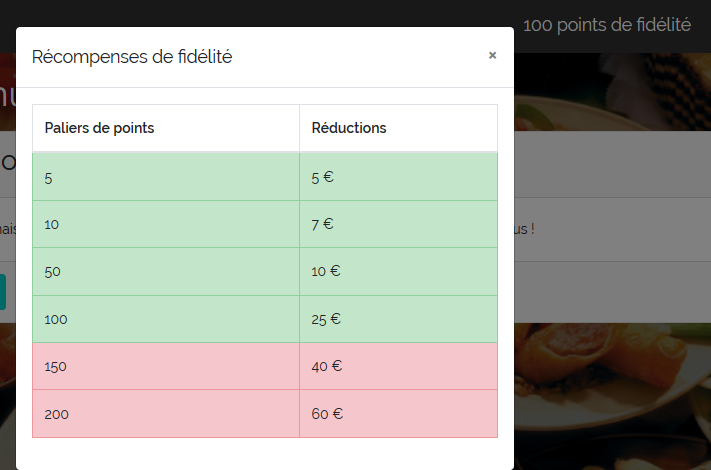 100 points de fidélité
Récompenses de fidélité ×
Paliers de points Réductions
5 5 €
10 7 €
50 10 €
100 25 €
150 40 €
200 60 €
us !